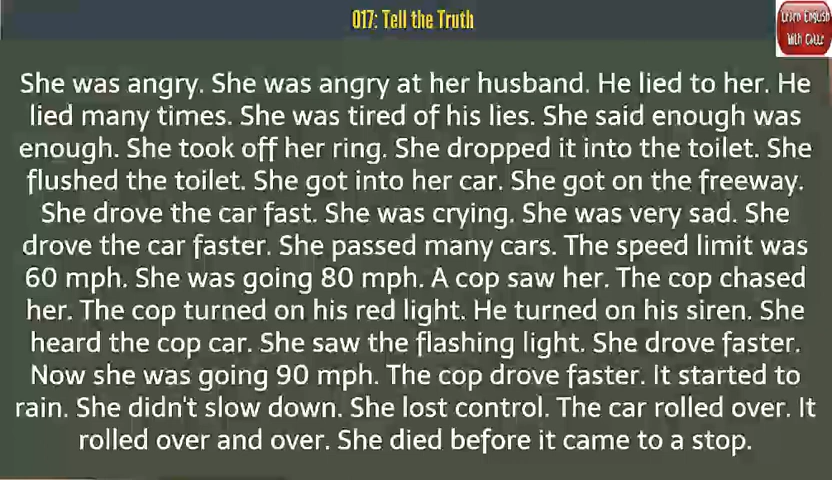 017: Tell the Truth
Learn English
With Cattz
She was angry. She was angry at her husband. He lied to her. He
lied many times. She was tired of his lies. She said enough was
enough. She took off her ring. She dropped it into the toilet. She
flushed the toilet. She got into her car. She got on the freeway.
She drove the car fast. She was crying. She was very sad. She
drove the car faster. She passed many cars. The speed limit was
60 mph. She was going 80 mph. A cop saw her. The cop chased
her. The cop turned on his red light. He turned on his siren. She
heard the cop car. She saw the flashing light. She drove faster.
Now she was going 90 mph. The cop drove faster. It started to
rain. She didn't slow down. She lost control. The car rolled over. It
rolled over and over. She died before it came to a stop.